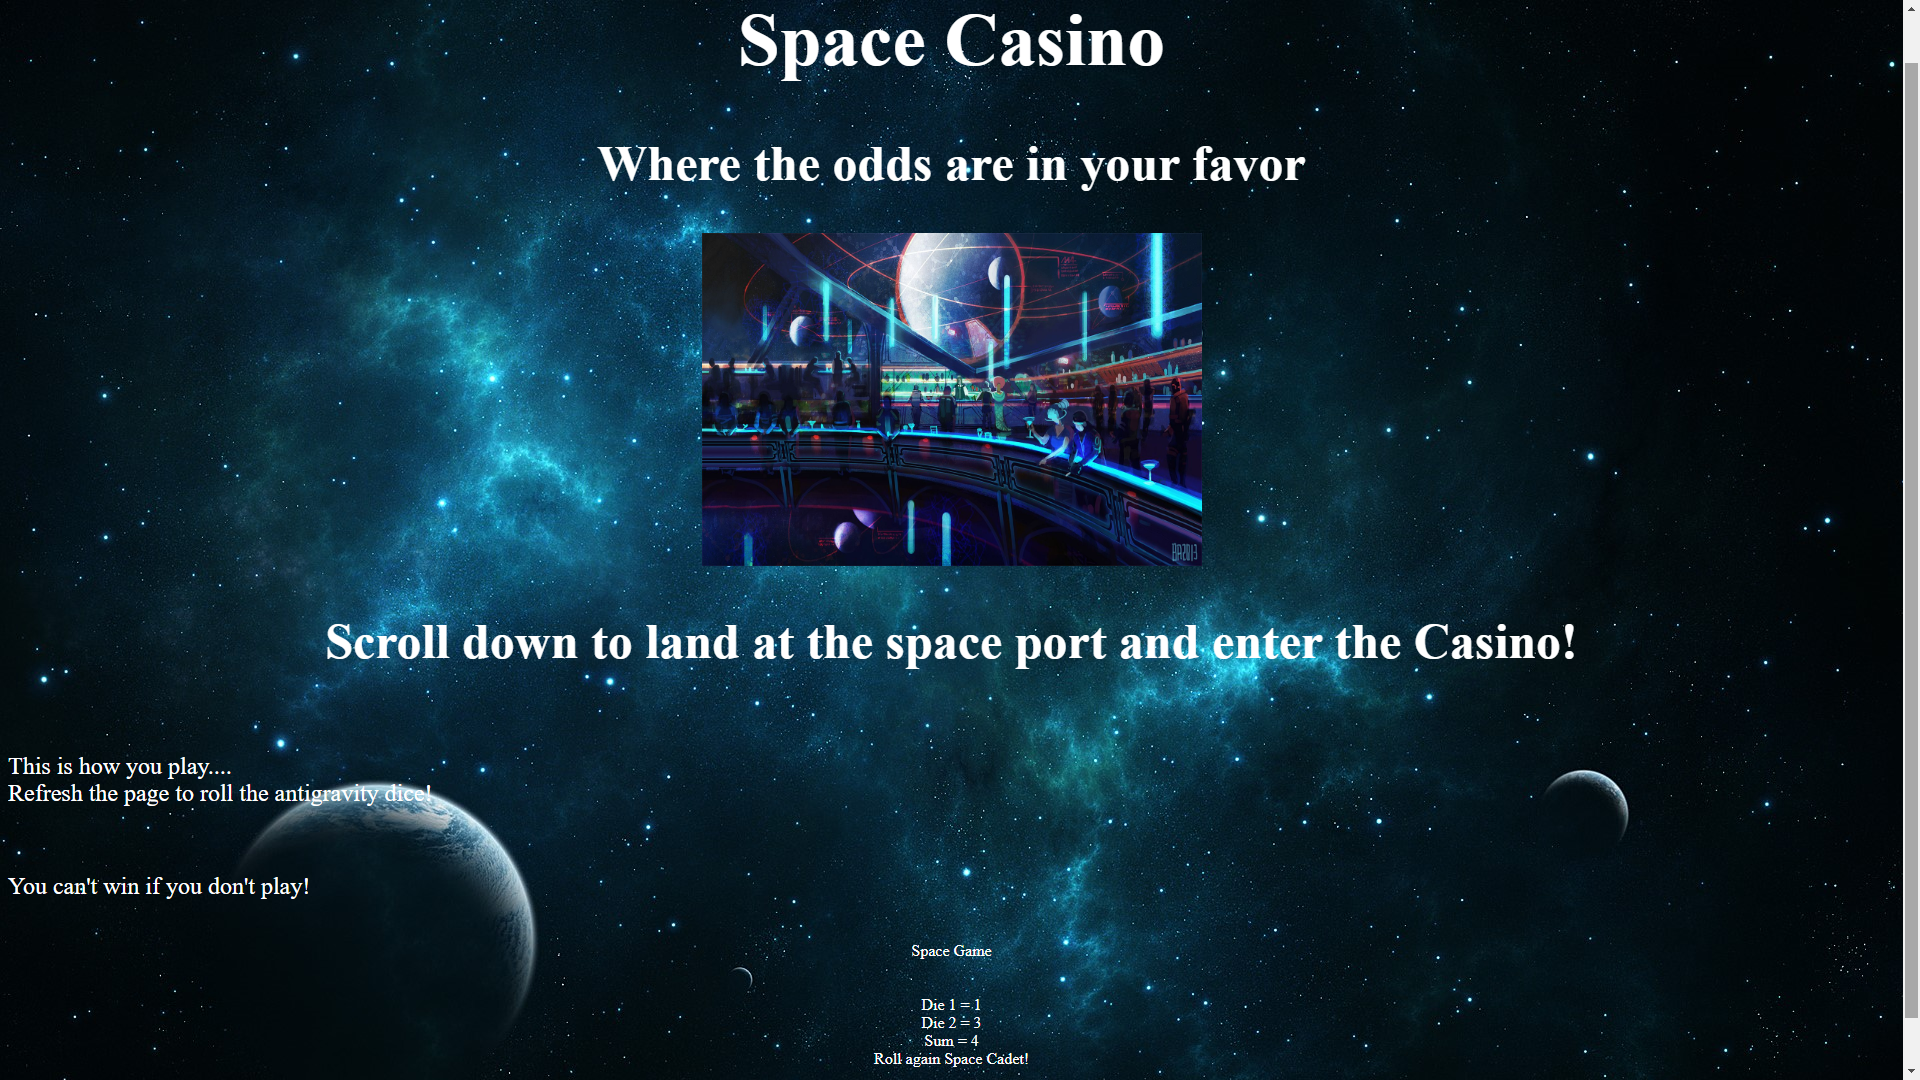 Space Casino
Where the odds are in your favor
BA2013
Scroll down to land at the space port and enter the Casino!
This is how you play....
Refresh the page to roll the antigravity dice!
You can't win if you don't play!
Space Game
Die 1 = 1
Die 2 = 3
Sum = 4
Roll again Space Cadet!